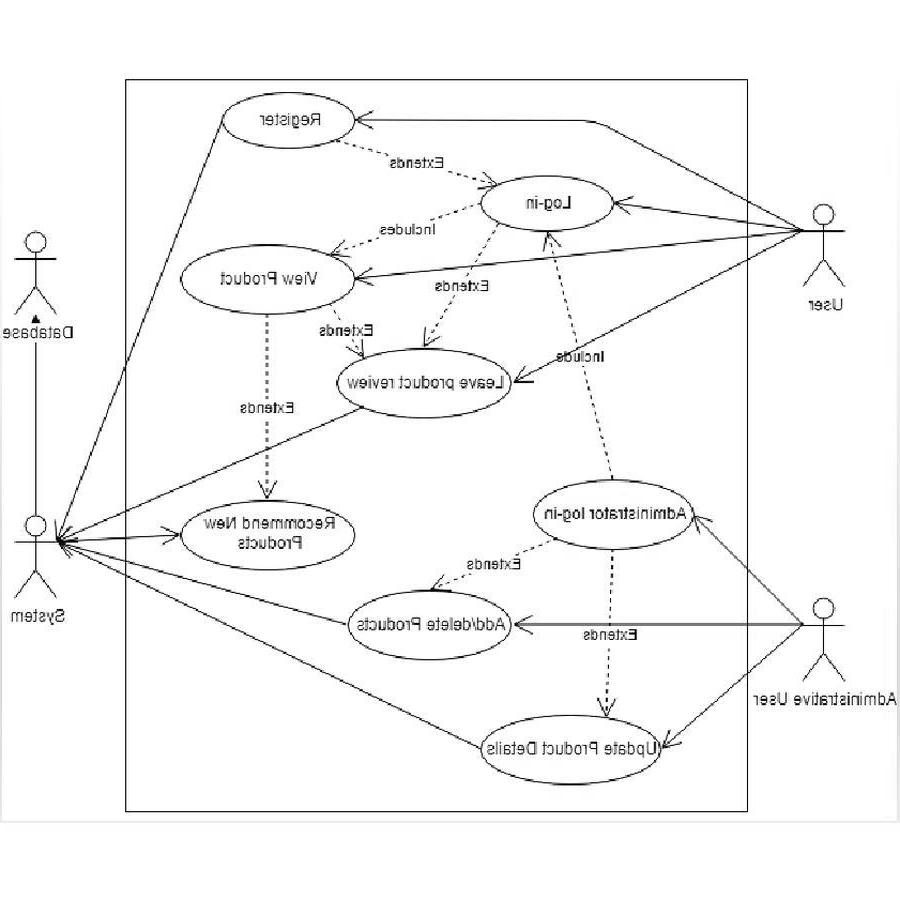 Register
Extends
Log-in
Includes
View Product
Extends
Extends
User
Database
Include
Leave product review
Extends
Recommend New
Products
Administrator log-in
Extends
System
Add/delete Products
Extends
Administrative User
Update Product Details